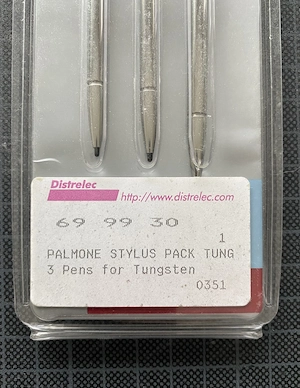 Distrelec
http://www.distrelec.com
69 99 30
1
PALMONE STYLUS PACK TUNG
3 Pens for Tungsten
0351